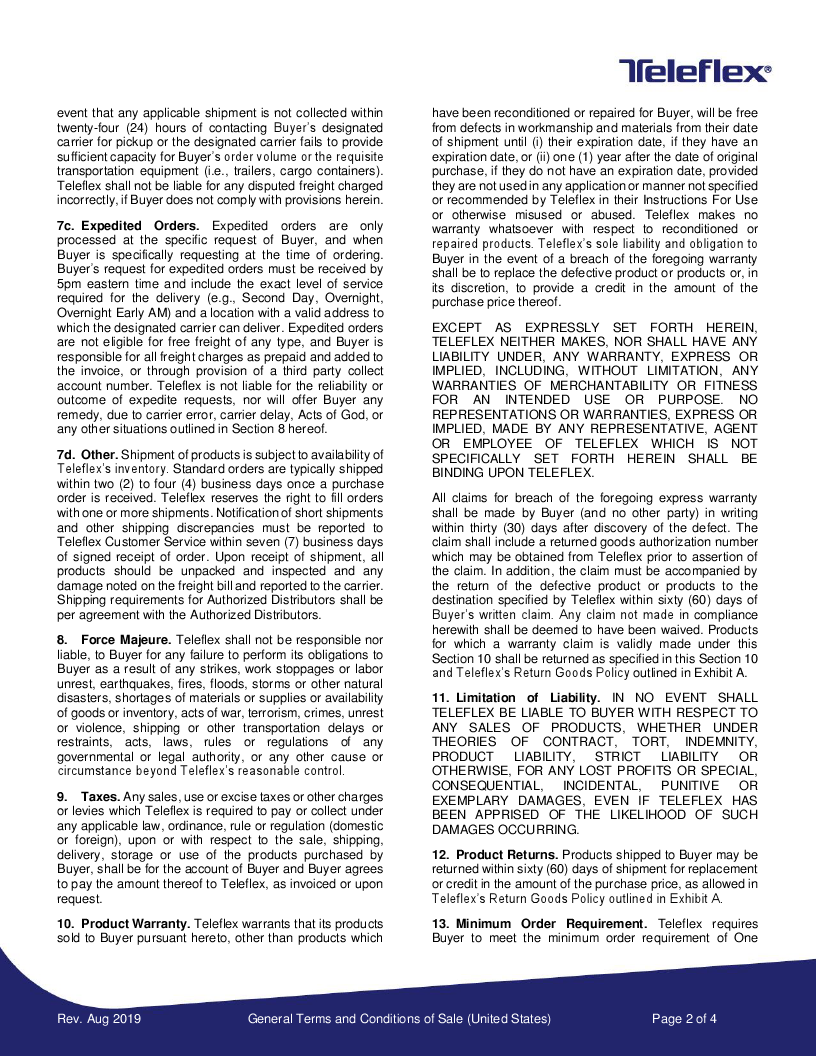 Teleflex®
event that any applicable shipment is not collected within
twenty-four (24) hours of contacting Buyer's designated
carrier for pickup or the designated carrier fails to provide
sufficient capacity for Buyer's order volume or the requisite
transportation equipment (i.e., trailers, cargo containers).
Teleflex shall not be liable for any disputed freight charged
incorrectly, if Buyer does not comply with provisions herein.
7c. Expedited Orders. Expedited orders are only
processed at the specific request of Buyer, and when
Buyer is specifically requesting at the time of ordering.
Buyer's request for expedited orders must be received by
5pm eastern time and include the exact level of service
required for the delivery (e.g., Second Day, Overnight,
Overnight Early AM) and a location with a valid address to
which the designated carrier can deliver. Expedited orders
are not eligible for free freight of any type, and Buyer is
responsible for all freight charges as prepaid and added to
the invoice, or through provision of a third party collect
account number. Teleflex is not liable for the reliability or
outcome of expedite requests, nor will offer Buyer any
remedy, due to carrier error, carrier delay, Acts of God, or
any other situations outlined in Section 8 hereof.
7d. Other. Shipment of products is subject to availability of
Teleflex's inventory. Standard orders are typically shipped
within two (2) to four (4) business days once a purchase
order is received. Teleflex reserves the right to fill orders
with one or more shipments. Notification of short shipments
and other shipping discrepancies must be reported to
Teleflex Customer Service within seven (7) business days
of signed receipt of order. Upon receipt of shipment, all
products should be unpacked and inspected and any
damage noted on the freight bill and reported to the carrier.
Shipping requirements for Authorized Distributors shall be
per agreement with the Authorized Distributors.
8. Force Majeure. Teleflex shall not be responsible nor
liable, to Buyer for any failure to perform its obligations to
Buyer as a result of any strikes, work stoppages or labor
unrest, earthquakes, fires, floods, storms or other natural
disasters, shortages of materials or supplies or availability
of goods or inventory, acts of war, terrorism, crimes, unrest
or violence, shipping or other transportation delays or
restraints, acts, laws, rules or regulations of any
governmental or legal authority, or any other cause or
circumstance beyond Teleflex's reasonable control.
9. Taxes. Any sales, use or excise taxes or other charges
or levies which Teleflex is required to pay or collect under
any applicable law, ordinance, rule or regulation (domestic
or foreign), upon or with respect to the sale, shipping,
delivery, storage or use of the products purchased by
Buyer, shall be for the account of Buyer and Buyer agrees
to pay the amount thereof to Teleflex, as invoiced or upon
request.
10. Product Warranty. Teleflex warrants that its products
sold to Buyer pursuant hereto, other than products which
have been reconditioned or repaired for Buyer, will be free
from defects in workmanship and materials from their date
of shipment until (i) their expiration date, if they have an
expiration date, or (ii) one (1) year after the date of original
purchase, if they do not have an expiration date, provided
they are not used in any application or manner not specified
or recommended by Teleflex in their Instructions For Use
or otherwise misused or abused. Teleflex makes no
warranty whatsoever with respect to reconditioned or
repaired products. Teleflex's sole liability and obligation to
Buyer in the event of a breach of the foregoing warranty
shall be to replace the defective product or products or, in
its discretion, to provide a credit in the amount of the
purchase price thereof.
EXCEPT AS EXPRESSLY SET FORTH HEREIN,
TELEFLEX NEITHER MAKES, NOR SHALL HAVE ANY
LIABILITY UNDER, ANY WARRANTY, EXPRESS OR
IMPLIED, INCLUDING, WITHOUT LIMITATION, ANY
WARRANTIES OF MERCHANTABILITY OR FITNESS
FOR AN INTENDED USE OR PURPOSE. NO
REPRESENTATIONS OR WARRANTIES, EXPRESS OR
IMPLIED, MADE BY ANY REPRESENTATIVE, AGENT
OR EMPLOYEE OF TELEFLEX WHICH IS NOT
SPECIFICALLY SET FORTH HEREIN SHALL BE
BINDING UPON TELEFLEX.
All claims for breach of the foregoing express warranty
shall be made by Buyer (and no other party) in writing
within thirty (30) days after discovery of the defect. The
claim shall include a returned goods authorization number
which may be obtained from Teleflex prior to assertion of
the claim. In addition, the claim must be accompanied by
the return of the defective product or products to the
destination specified by Teleflex within sixty (60) days of
Buyer's written claim. Any claim not made in compliance
herewith shall be deemed to have been waived. Products
for which a warranty claim is validly made under this
Section 10 shall be returned as specified in this Section 10
and Teleflex's Return Goods Policy outlined in Exhibit A.
11. Limitation of Liability. IN NO EVENT SHALL
TELEFLEX BE LIABLE TO BUYER WITH RESPECT TO
ANY SALES OF PRODUCTS, WHETHER UNDER
THEORIES OF CONTRACT, TORT, INDEMNITY,
PRODUCT LIABILITY, STRICT LIABILITY OR
OTHERWISE, FOR ANY LOST PROFITS OR SPECIAL,
CONSEQUENTIAL, INCIDENTAL, PUNITIVE OR
EXEMPLARY DAMAGES, EVEN IF TELEFLEX HAS
BEEN APPRISED OF THE LIKELIHOOD OF SUCH
DAMAGES OCCURRING.
12. Product Returns. Products shipped to Buyer may be
returned within sixty (60) days of shipment for replacement
or credit in the amount of the purchase price, as allowed in
Teleflex's Return Goods Policy outlined in Exhibit A.
13. Minimum Order Requirement. Teleflex requires
Buyer to meet the minimum order requirement of One
Rev. Aug 2019 General Terms and Conditions of Sale (United States) Page 2 of 4